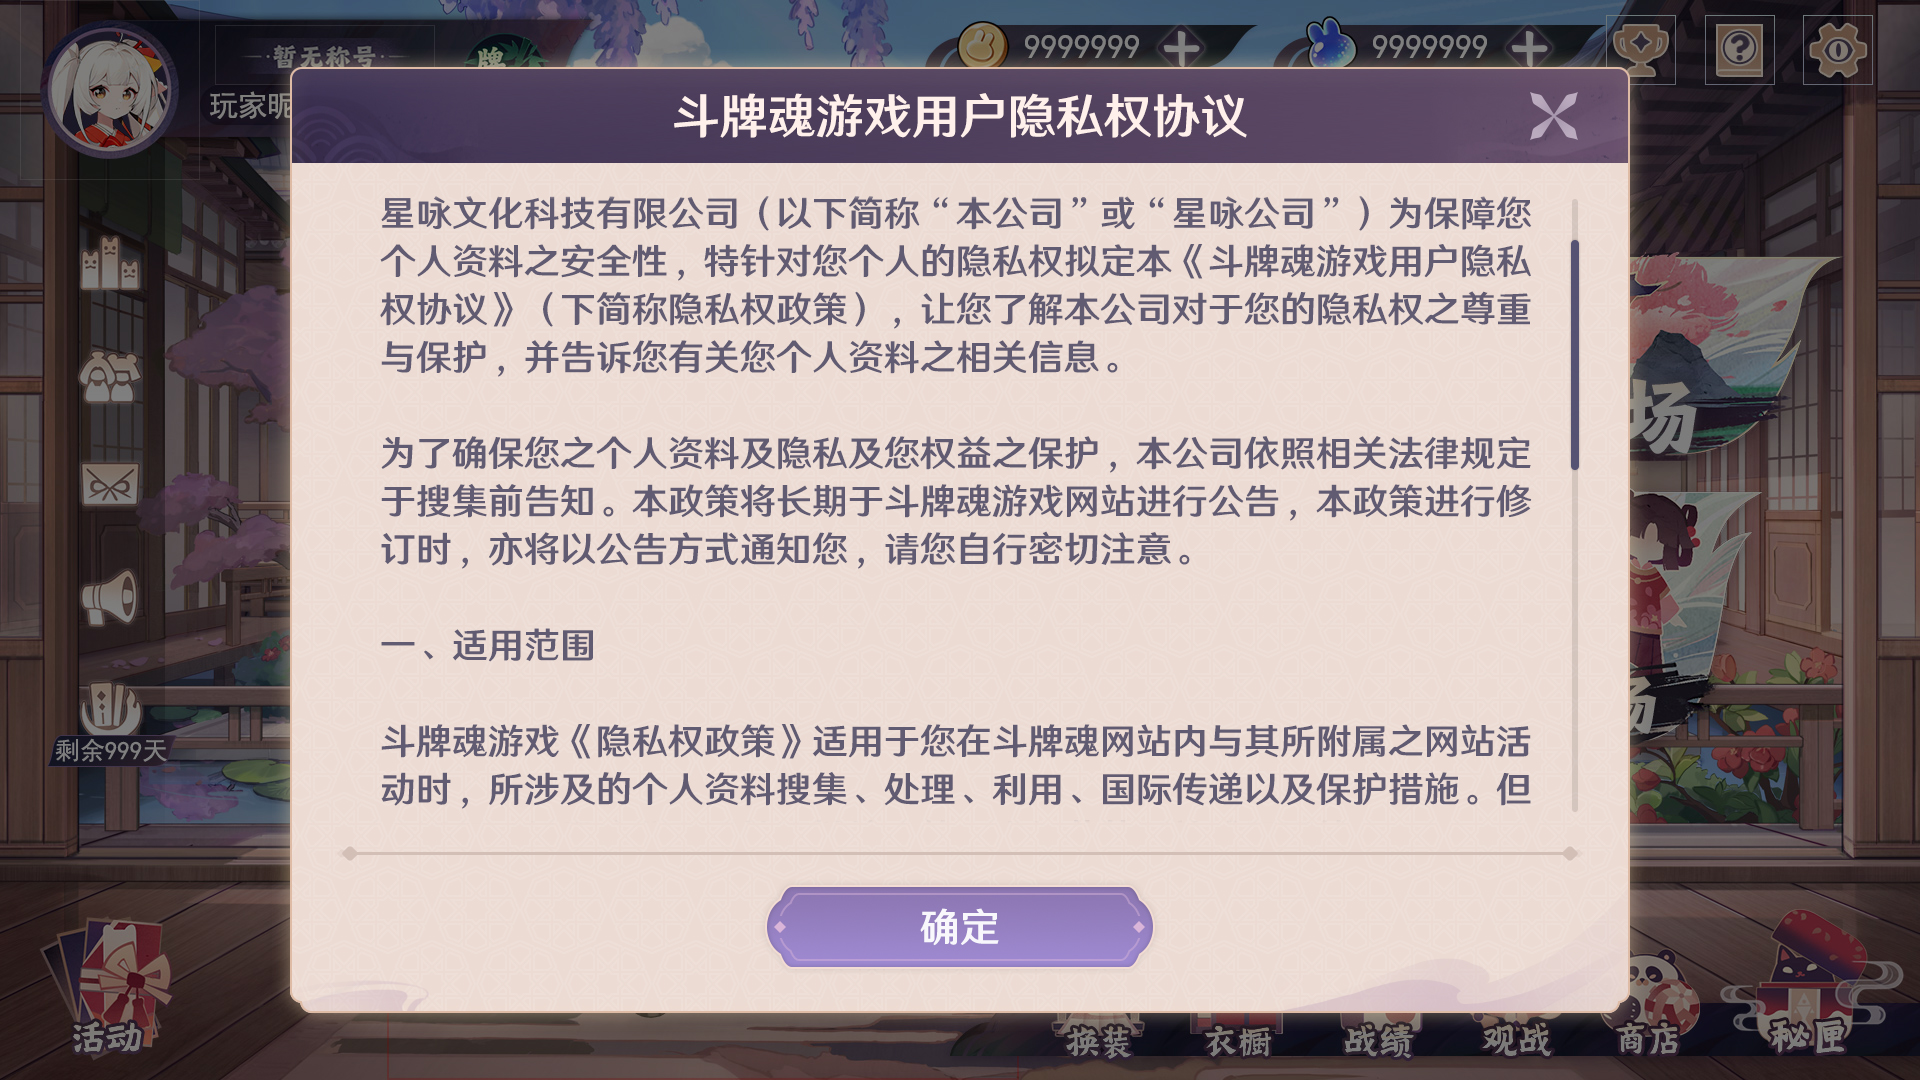 暂无称号
牌
9999999
9999999
玩家昵
斗牌魂游戏用户隐私权协议
星咏文化科技有限公司（以下简称“本公司”或“星咏公司”）为保障您
个人资料之安全性，特针对您个人的隐私权拟定本《斗牌魂游戏用户隐私
权协议》（下简称隐私权政策），让您了解本公司对于您的隐私权之尊重
与保护，并告诉您有关您个人资料之相关信息。
为了确保您之个人资料及隐私及您权益之保护，本公司依照相关法律规定
于搜集前告知。本政策将长期于斗牌魂游戏网站进行公告，本政策进行修
订时，亦将以公告方式通知您，请您自行密切注意。
一、适用范围
斗牌魂游戏《隐私权政策》适用于您在斗牌魂网站内与其所附属之网站活
动时，所涉及的个人资料搜集、处理、利用、国际传递以及保护措施。但
确定
场
场
剩余999天
活动
换装
衣橱
战绩
观战
商店
秘匣